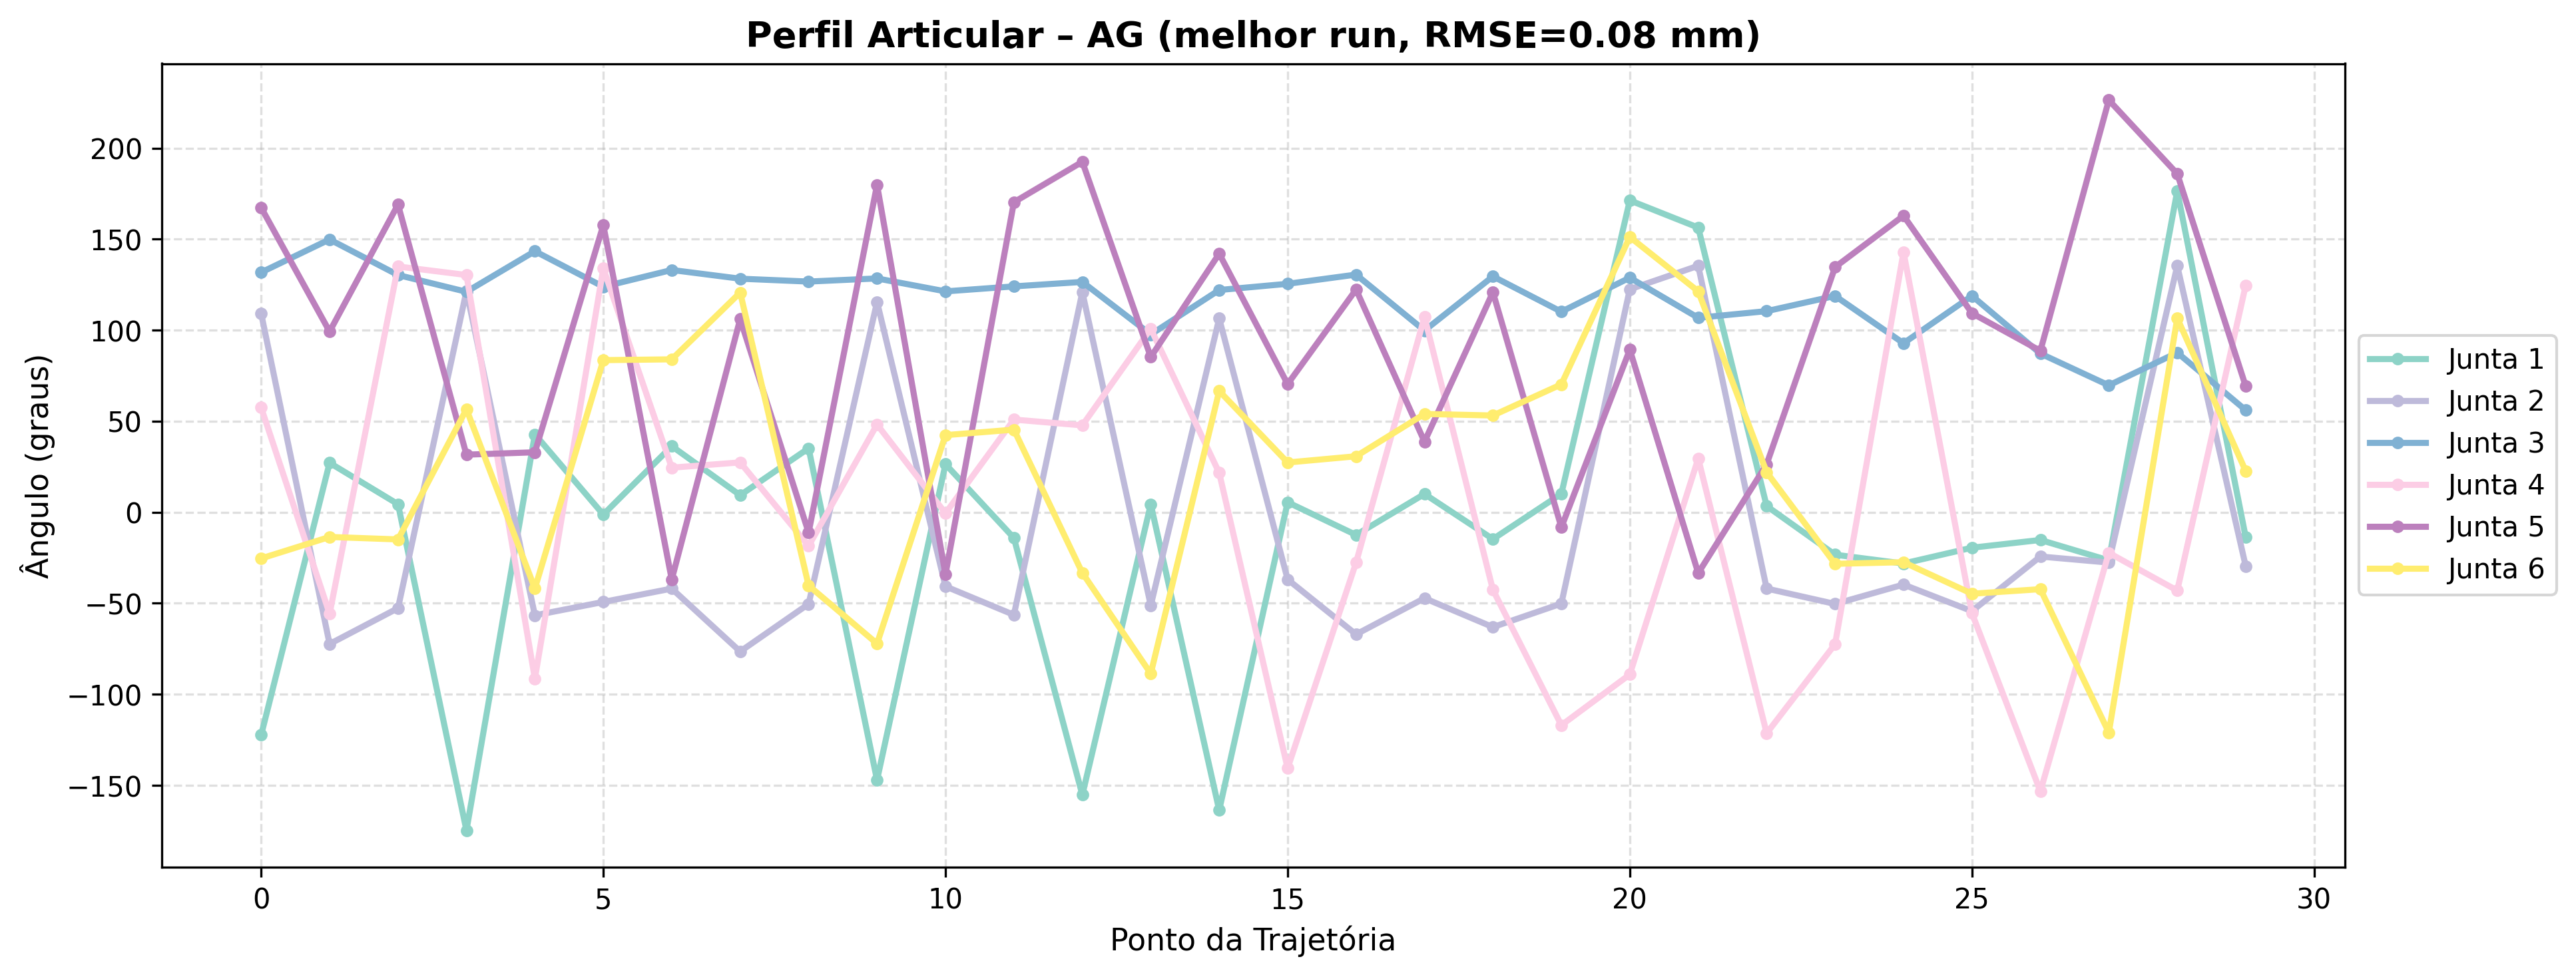 Perfil Articular – AG (melhor run, RMSE=0.08 mm)
Ângulo (graus)
200
150
100
50
0
−50
−100
−150
0 5 10 15 20 25 30
Ponto da Trajetória
Junta 1
Junta 2
Junta 3
Junta 4
Junta 5
Junta 6